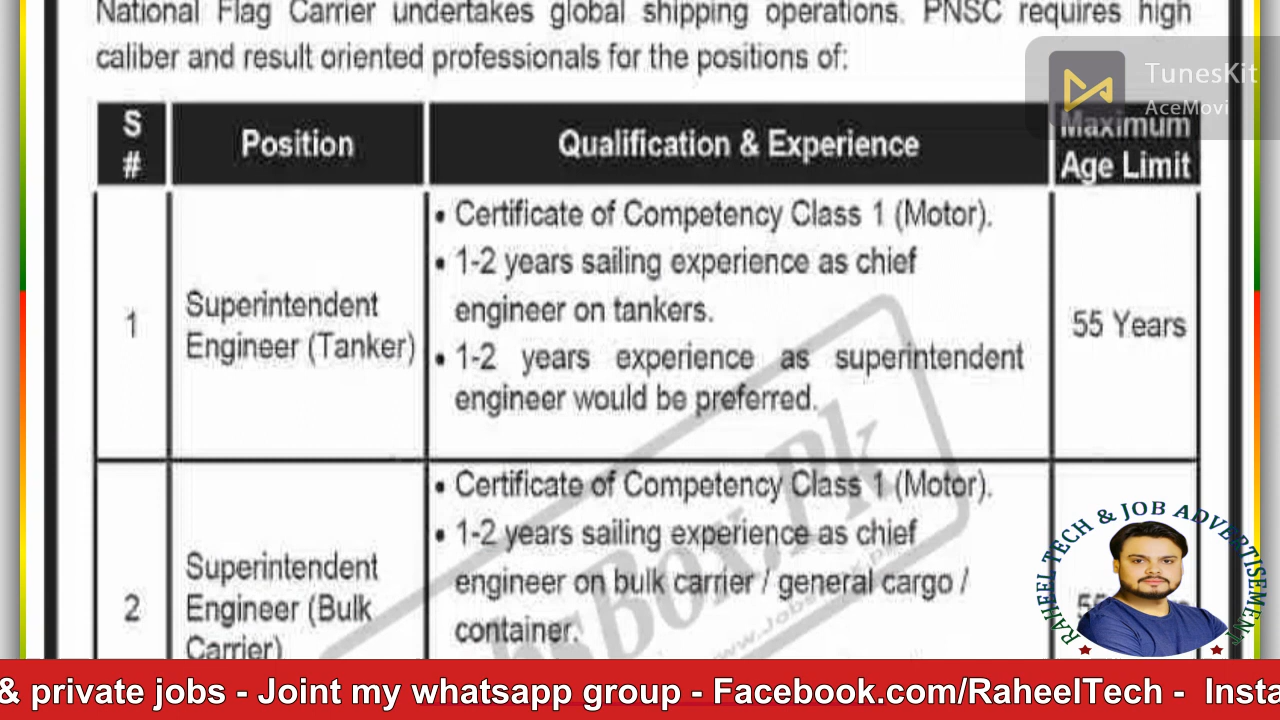 National Flag Carrier undertakes global shipping operations. PNSC requires high
caliber and result oriented professionals for the positions of:
TunesKit
AceMovi
S
#
Position
Qualification & Experience
Maximum
Age Limit
1
Superintendent
Engineer (Tanker)
• Certificate of Competency Class 1 (Motor).
• 1-2 years sailing experience as chief
engineer on tankers.
• 1-2 years experience as superintendent
engineer would be preferred.
55 Years
2
Superintendent
Engineer (Bulk
Carrier)
• Certificate of Competency Class 1 (Motor).
• 1-2 years sailing experience as chief
engineer on bulk carrier / general cargo /
container.
RAHEEL TECH & JOB ADVERTISEMENT
& private jobs - Joint my whatsapp group - Facebook.com/RaheelTech - Insta